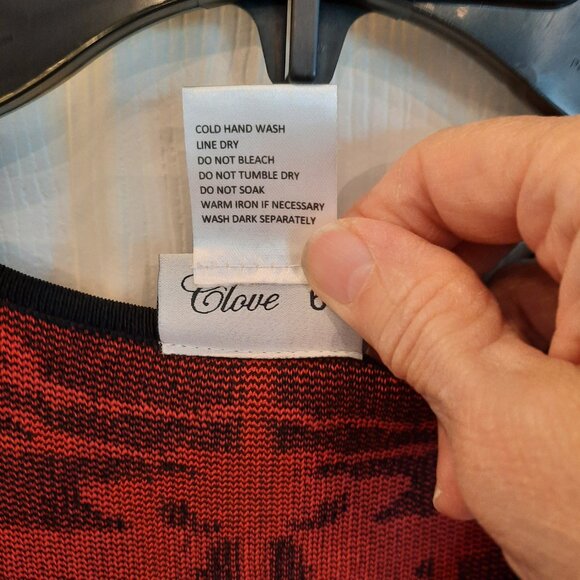 COLD HAND WASH
LINE DRY
DO NOT BLEACH
DO NOT TUMBLE DRY
DO NOT SOAK
WARM IRON IF NECESSARY
WASH DARK SEPARATELY
Clove